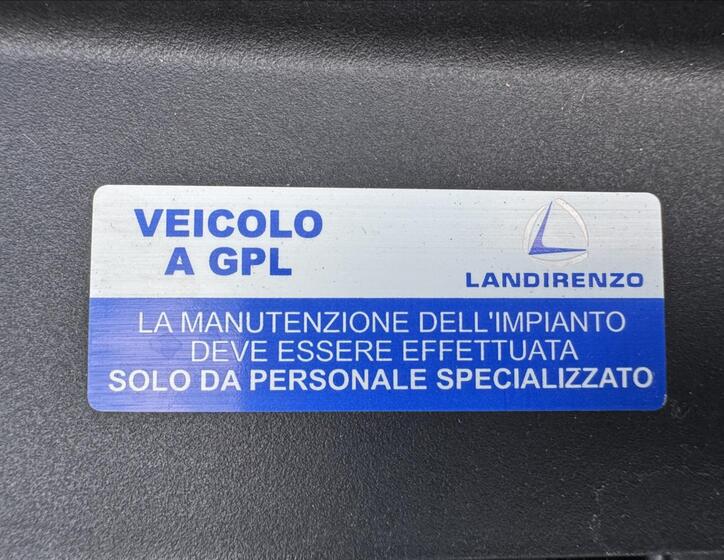 VEICOLO
A GPL
LANDIRENZO
LA MANUTENZIONE DELL'IMPIANTO
DEVE ESSERE EFFETTUATA
SOLO DA PERSONALE SPECIALIZZATO